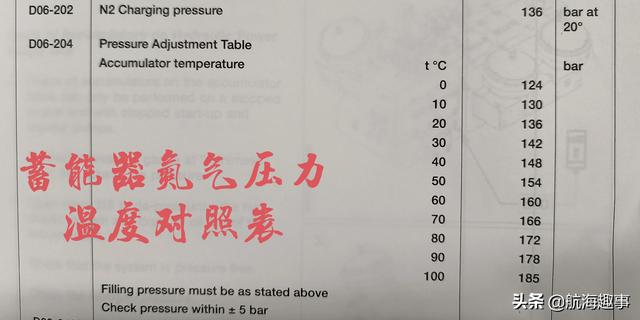 D06-202 N2 Charging pressure 136 bar at
20°
D06-204 Pressure Adjustment Table
Accumulator temperature t °C bar
0 124
10 130
20 136
30 142
40 148
50 154
60 160
70 166
80 172
90 178
100 185
蓄能器氮气压力
温度对照表
Filling pressure must be as stated above
Check pressure within ± 5 bar
头条 @航海趣事